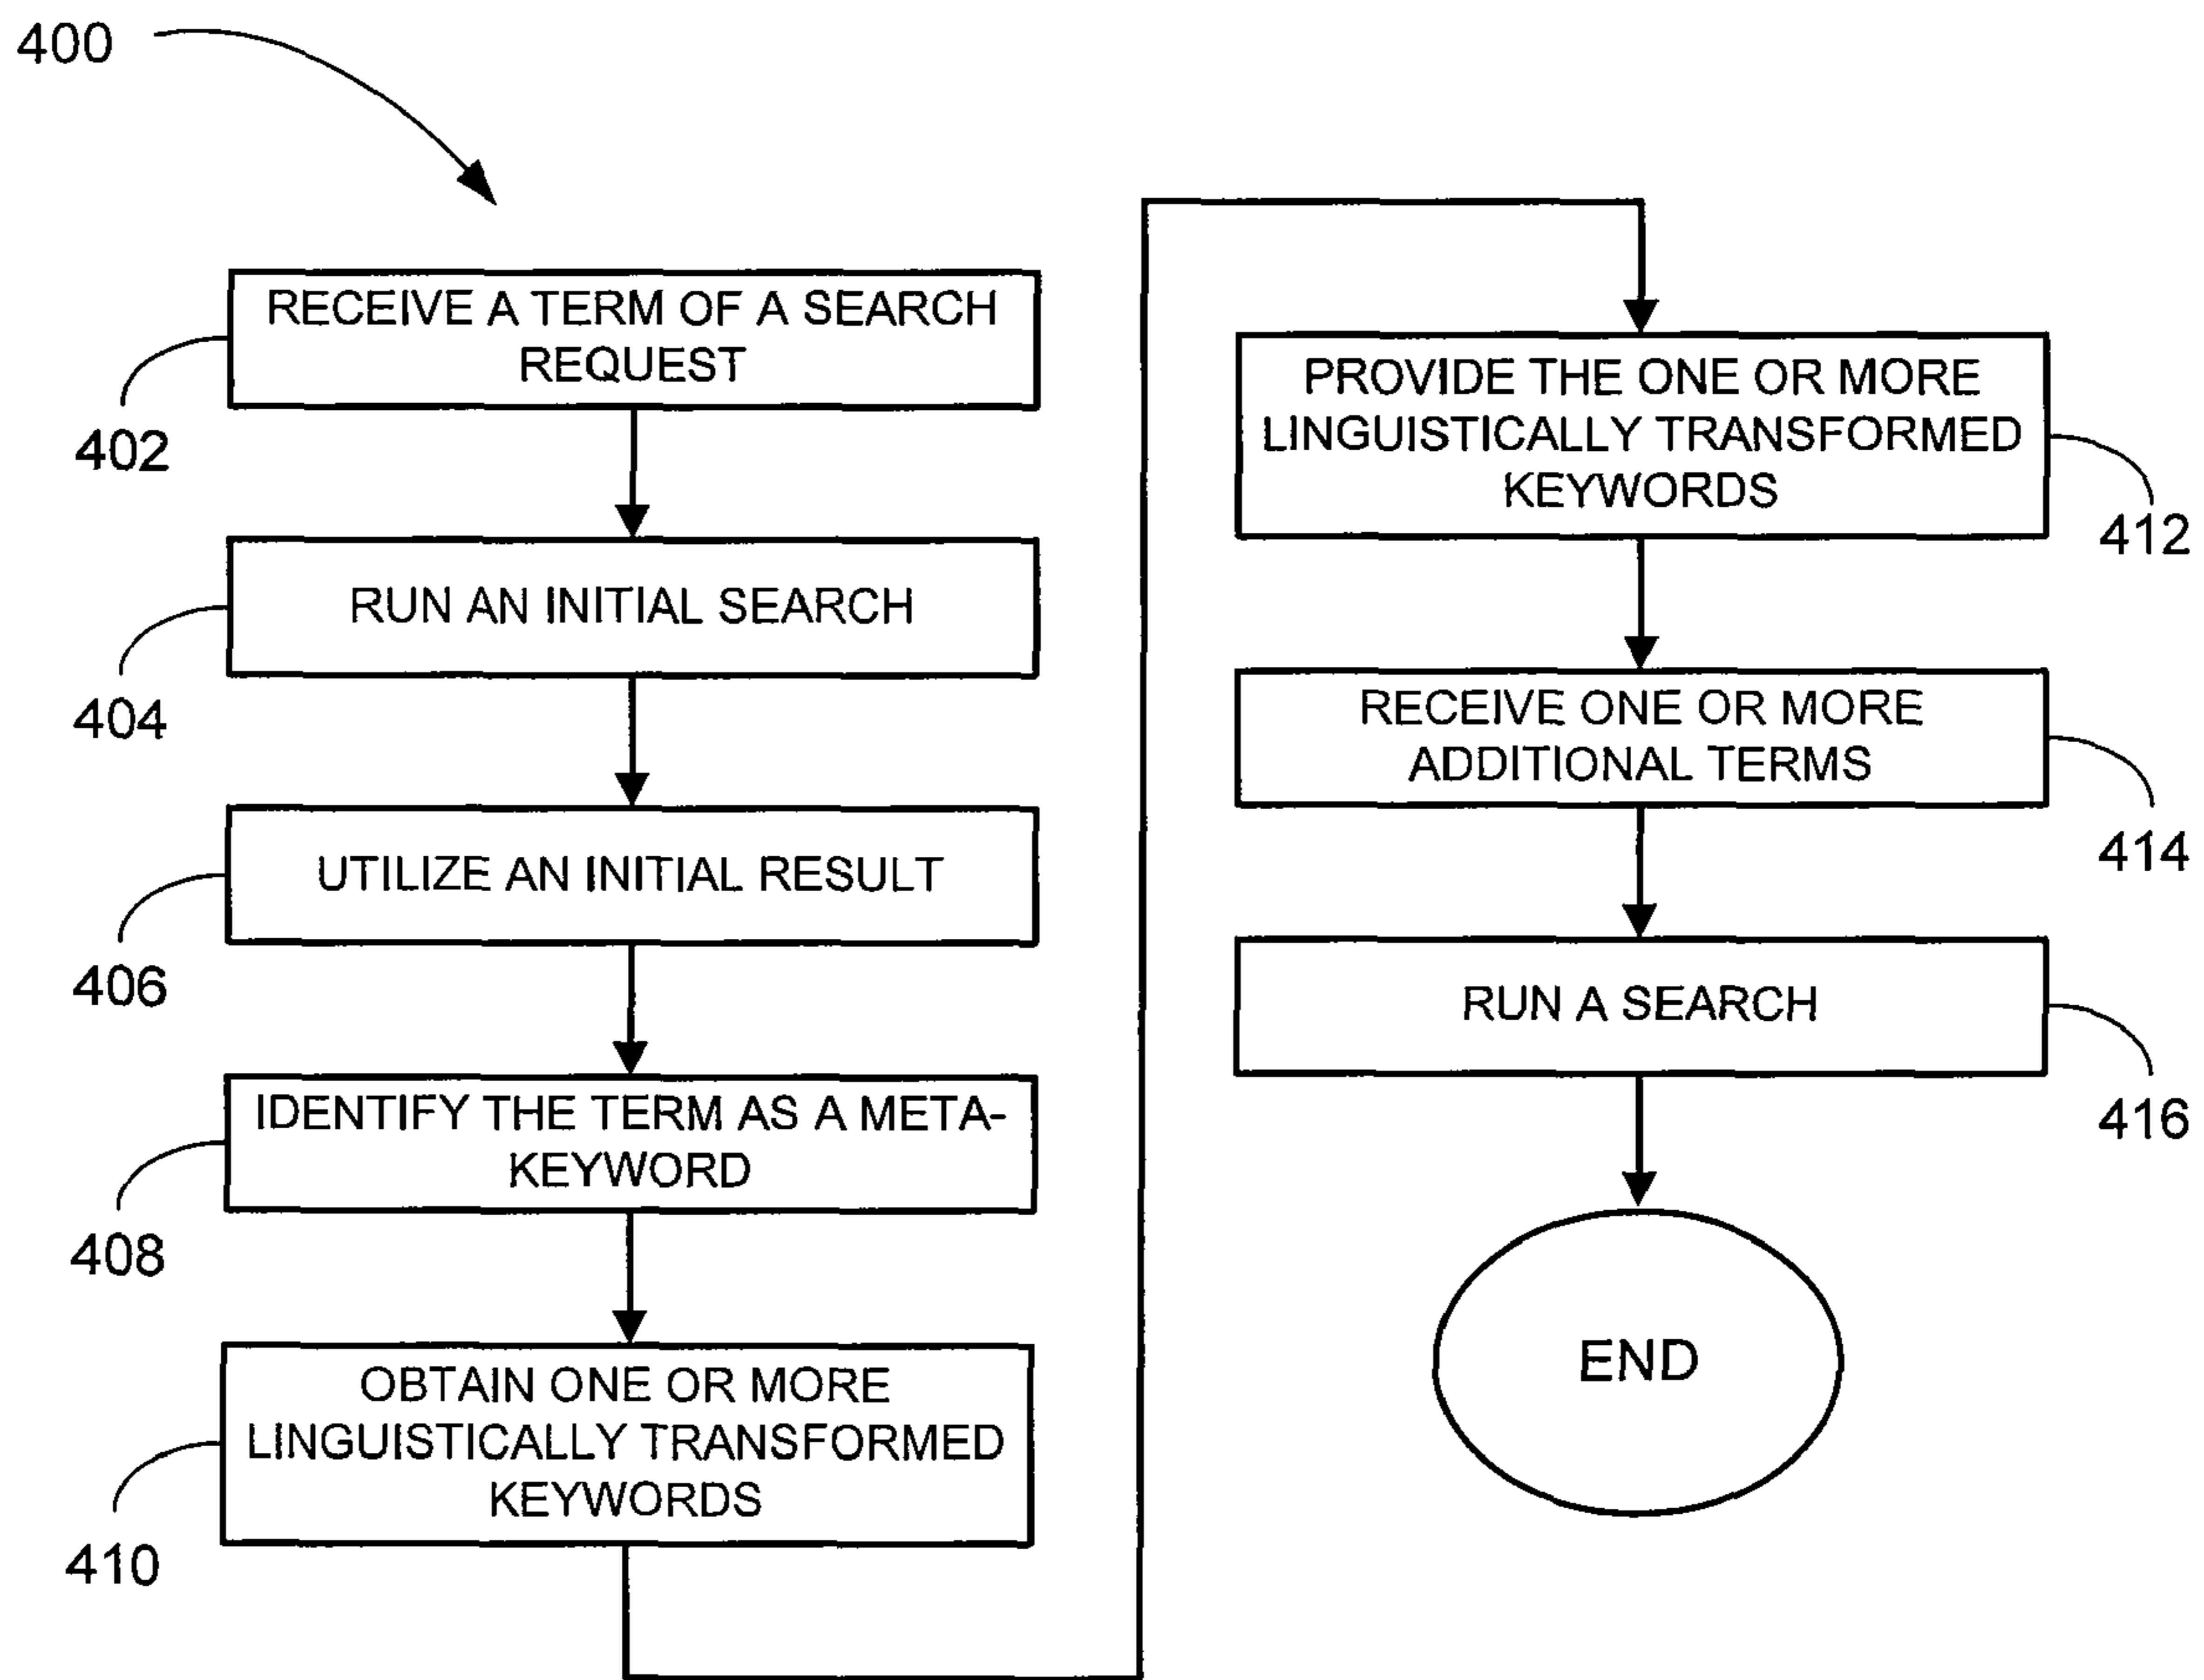 400
RECEIVE A TERM OF A SEARCH
REQUEST
402
RUN AN INITIAL SEARCH
404
UTILIZE AN INITIAL RESULT
406
IDENTIFY THE TERM AS A META-
KEYWORD
408
OBTAIN ONE OR MORE
LINGUISTICALLY TRANSFORMED
KEYWORDS
410
PROVIDE THE ONE OR MORE
LINGUISTICALLY TRANSFORMED
KEYWORDS
412
RECEIVE ONE OR MORE
ADDITIONAL TERMS
414
RUN A SEARCH
416
END